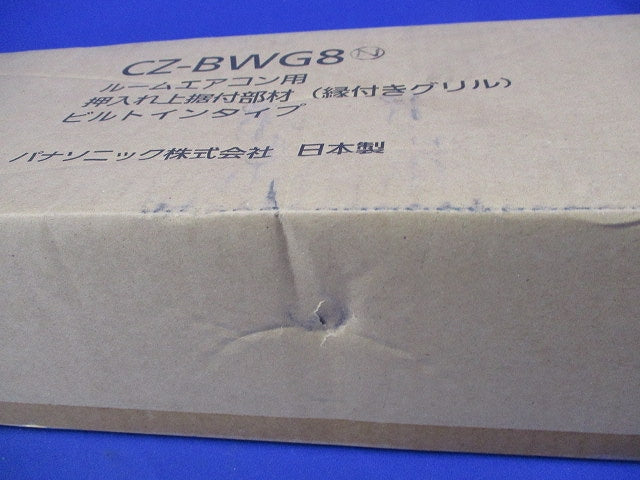 CZ-BWG8 N
ルームエアコン用
押入れ上据付部材(縁付きグリル)
ビルトインタイプ
パナソニック株式会社 日本製